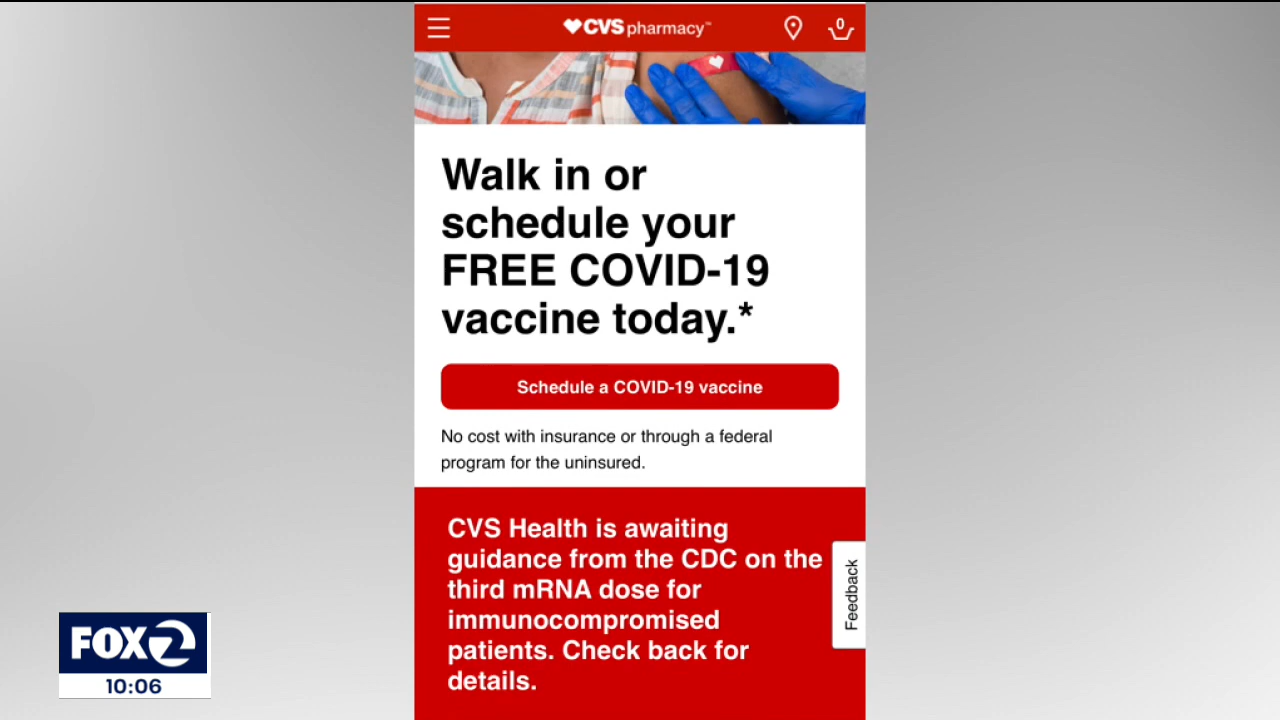 CVS pharmacy™
0
Walk in or
schedule your
FREE COVID-19
vaccine today.*
Schedule a COVID-19 vaccine
No cost with insurance or through a federal
program for the uninsured.
CVS Health is awaiting
guidance from the CDC on the
third mRNA dose for
immunocompromised
patients. Check back for
details.
Feedback
FOX 2
10:06